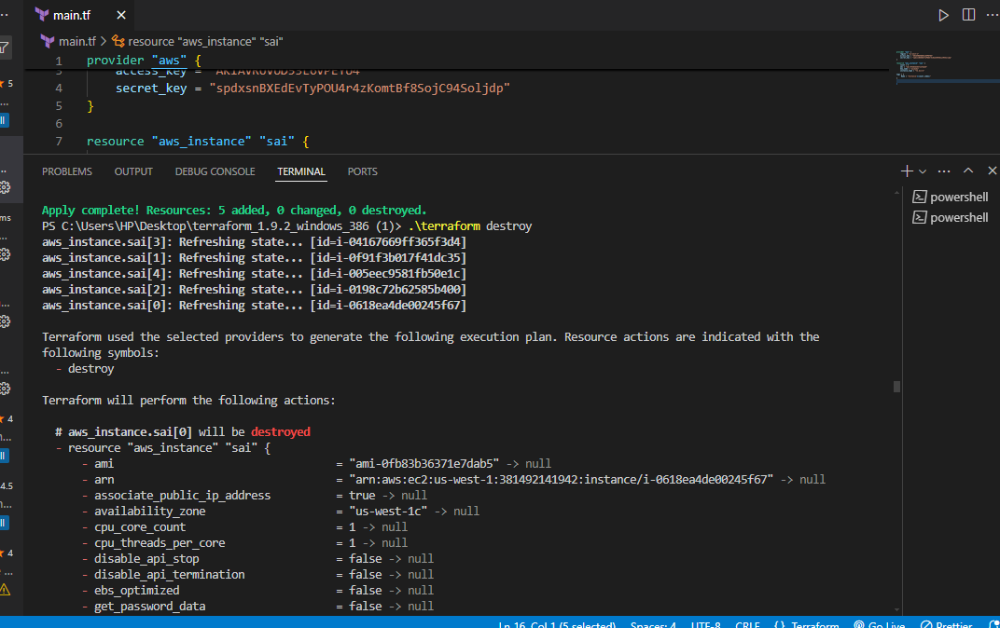 main.tf
main.tf > resource "aws_instance" "sai"
1 provider "aws" {
3 access_key =
4 secret_key = "spdxsnBXEdEvTyPOU4r4zKomtBf8SojC94Soljdp"
5 }
6
7 resource "aws_instance" "sai" {
PROBLEMS OUTPUT DEBUG CONSOLE TERMINAL PORTS
powershell
powershell
Apply complete! Resources: 5 added, 0 changed, 0 destroyed.
PS C:\Users\HP\Desktop\terraform_1.9.2_windows_386 (1)> .\terraform destroy
aws_instance.sai[3]: Refreshing state... [id=i-04167669ff365f3d4]
aws_instance.sai[1]: Refreshing state... [id=i-0f91f3b017f41dc35]
aws_instance.sai[4]: Refreshing state... [id=i-005eec9581fb50e1c]
aws_instance.sai[2]: Refreshing state... [id=i-0198c72b62585b400]
aws_instance.sai[0]: Refreshing state... [id=i-0618ea4de00245f67]
Terraform used the selected providers to generate the following execution plan. Resource actions are indicated with the
following symbols:
- destroy
Terraform will perform the following actions:
# aws_instance.sai[0] will be destroyed
- resource "aws_instance" "sai" {
- ami = "ami-0fb83b36371e7dab5" -> null
- arn = "arn:aws:ec2:us-west-1:381492141942:instance/i-0618ea4de00245f67" -> null
- associate_public_ip_address = true -> null
- availability_zone = "us-west-1c" -> null
- cpu_core_count = 1 -> null
- cpu_threads_per_core = 1 -> null
- disable_api_stop = false -> null
- disable_api_termination = false -> null
- ebs_optimized = false -> null
- get_password_data = false -> null
Ln 16, Col 1 (5 selected) Spaces: 4 UTF-8 CRLF {} Terraform Go Live Prettier